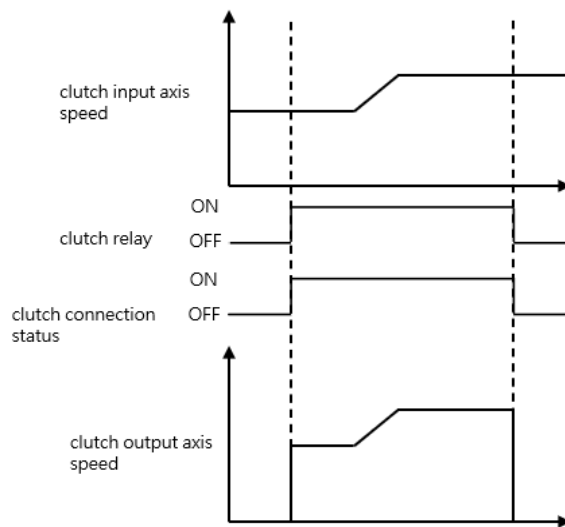 clutch input axis
speed
ON
clutch relay
OFF
ON
clutch connection
status
OFF
clutch output axis
speed